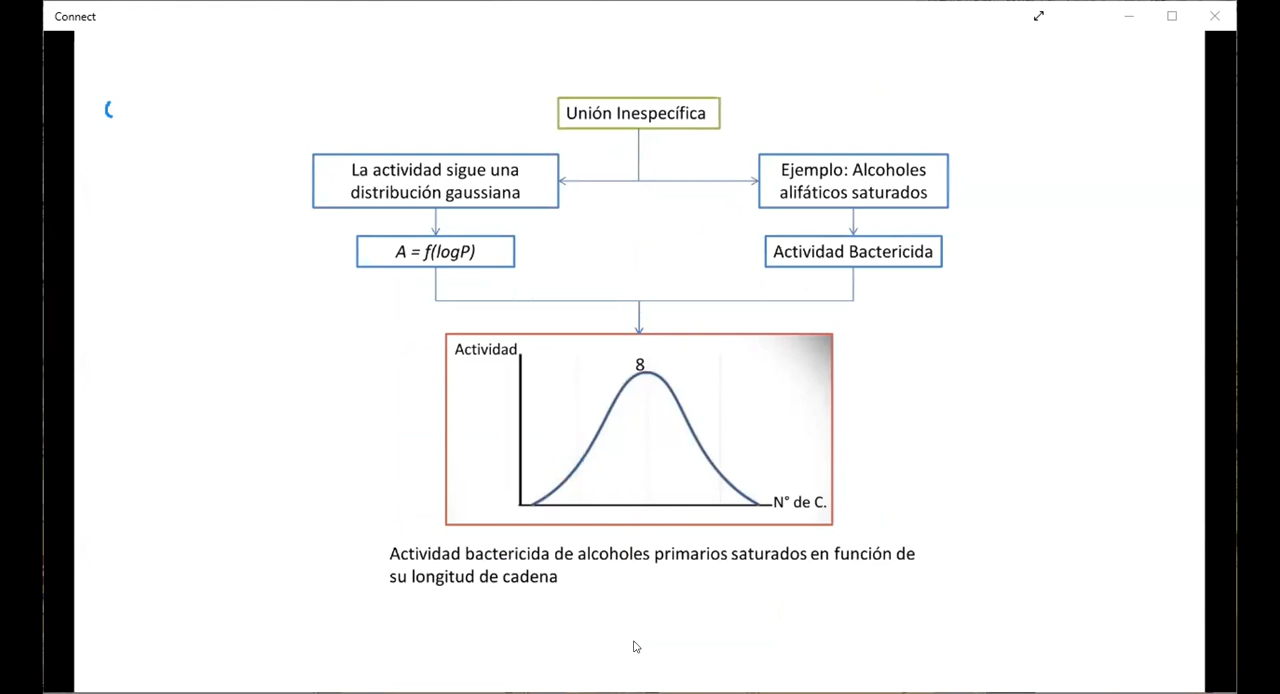 Connect
Unión Inespecífica
La actividad sigue una
distribución gaussiana
Ejemplo: Alcoholes
alifáticos saturados
A = f(logP)
Actividad Bactericida
Actividad
8
N° de C.
Actividad bactericida de alcoholes primarios saturados en función de
su longitud de cadena